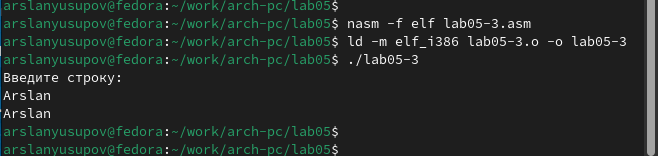 arslanyusupov@fedora:~/work/arch-pc/lab05$
arslanyusupov@fedora:~/work/arch-pc/lab05$ nasm -f elf lab05-3.asm
arslanyusupov@fedora:~/work/arch-pc/lab05$ ld -m elf_i386 lab05-3.o -o lab05-3
arslanyusupov@fedora:~/work/arch-pc/lab05$ ./lab05-3
Введите строку:
Arslan
Arslan
arslanyusupov@fedora:~/work/arch-pc/lab05$
arslanyusupov@fedora:~/work/arch-pc/lab05$